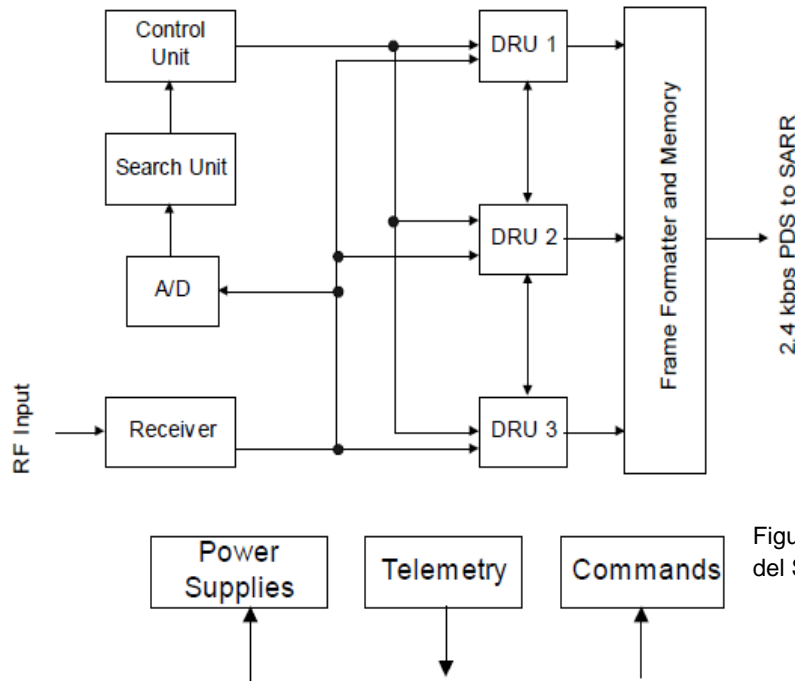 Control
Unit
DRU 1
Search Unit
DRU 2
A/D
Frame Formatter and Memory
2.4 kbps PDS to SARR
RF Input
Receiver
DRU 3
Power
Supplies
Telemetry
Commands
del